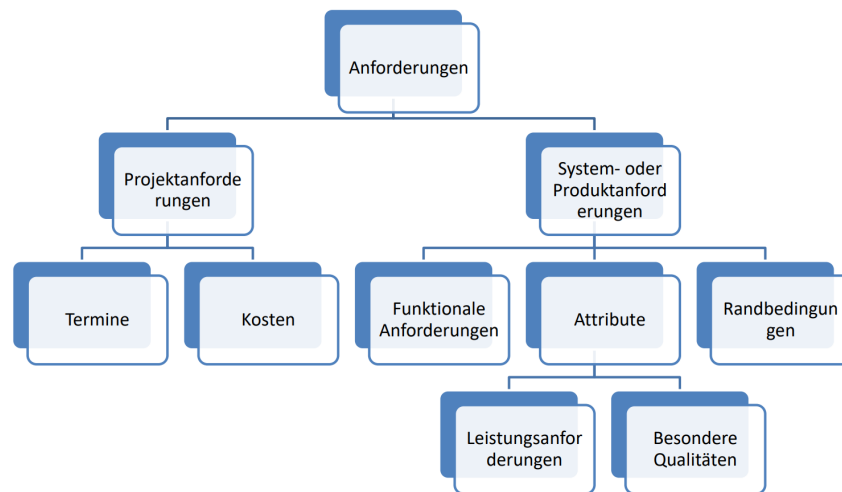 Anforderungen
Projektanforde
rungen
System- oder
Produktanford
erungen
Termine
Kosten
Funktionale
Anforderungen
Attribute
Randbedingun
gen
Leistungsanfor
derungen
Besondere
Qualitäten